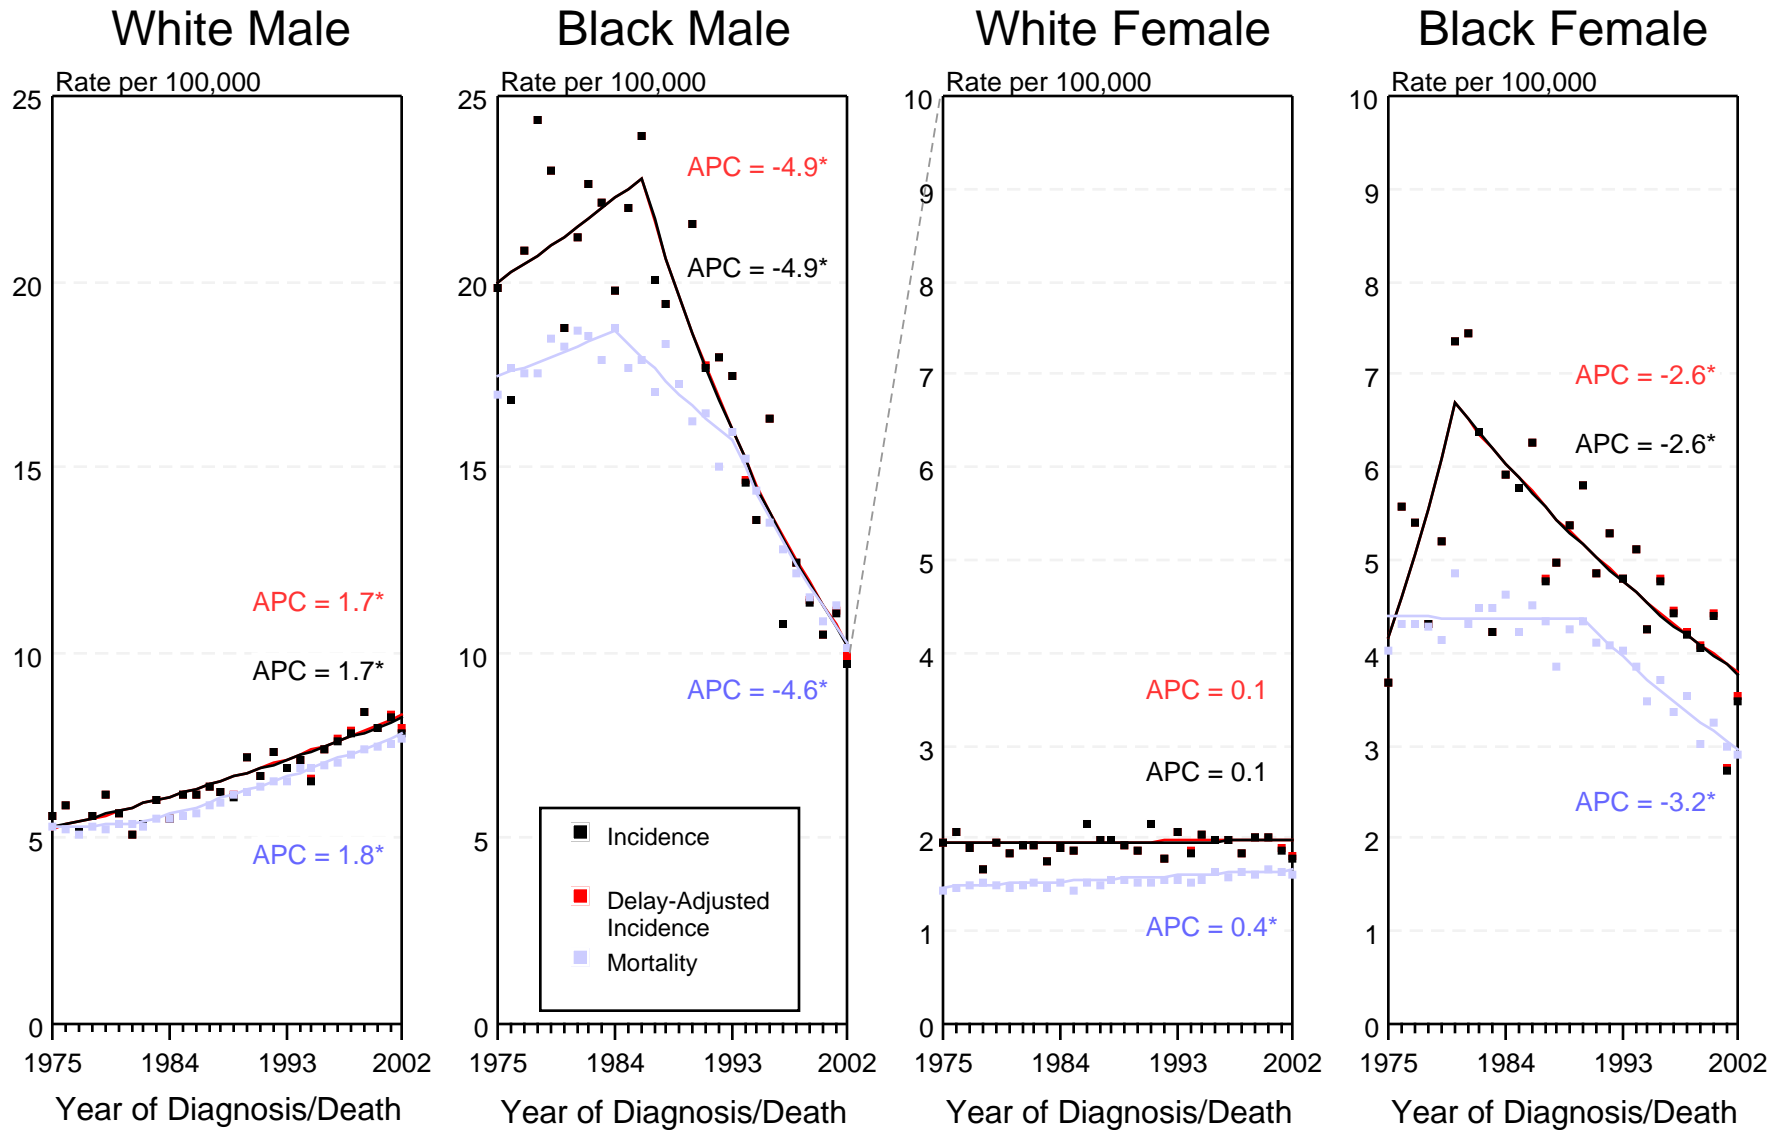 White Male
Rate per 100,000
25
20
15
10
5
0
APC = 1.7*
APC = 1.7*
APC = 1.8*
1975
1984
1993
2002
Year of Diagnosis/Death
Black Male
Rate per 100,000
25
20
15
10
5
0
APC = -4.9*
APC = -4.9*
APC = -4.6*
Incidence
Delay-Adjusted
Incidence
Mortality
1975
1984
1993
2002
Year of Diagnosis/Death
White Female
Rate per 100,000
10
9
8
7
6
5
4
3
2
1
0
APC = 0.1
APC = 0.1
APC = 0.4*
1975
1984
1993
2002
Year of Diagnosis/Death
Black Female
Rate per 100,000
10
9
8
7
6
5
4
3
2
1
0
APC = -2.6*
APC = -2.6*
APC = -3.2*
1975
1984
1993
2002
Year of Diagnosis/Death